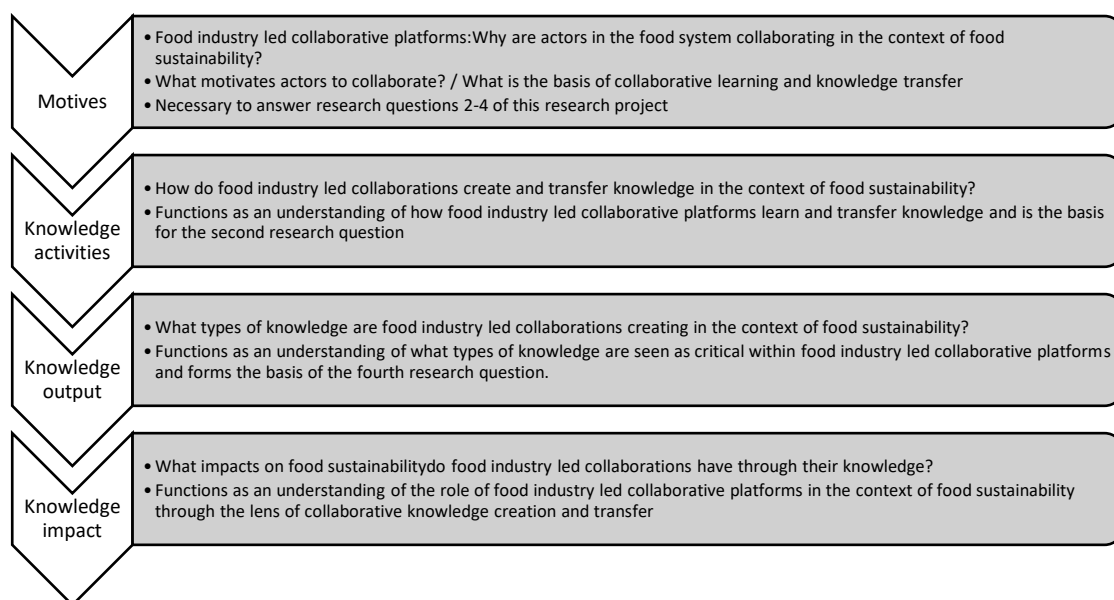 Motives
• Food industry led collaborative platforms:Why are actors in the food system collaborating in the context of food
sustainability?
• What motivates actors to collaborate? / What is the basis of collaborative learning and knowledge transfer
• Necessary to answer research questions 2-4 of this research project
Knowledge
activities
• How do food industry led collaborations create and transfer knowledge in the context of food sustainability?
• Functions as an understanding of how food industry led collaborative platforms learn and transfer knowledge and is the basis
for the second research question
Knowledge
output
• What types of knowledge are food industry led collaborations creating in the context of food sustainability?
• Functions as an understanding of what types of knowledge are seen as critical within food industry led collaborative platforms
and forms the basis of the fourth research question.
Knowledge
impact
• What impacts on food sustainabilitydo food industry led collaborations have through their knowledge?
• Functions as an understanding of the role of food industry led collaborative platforms in the context of food sustainability
through the lens of collaborative knowledge creation and transfer